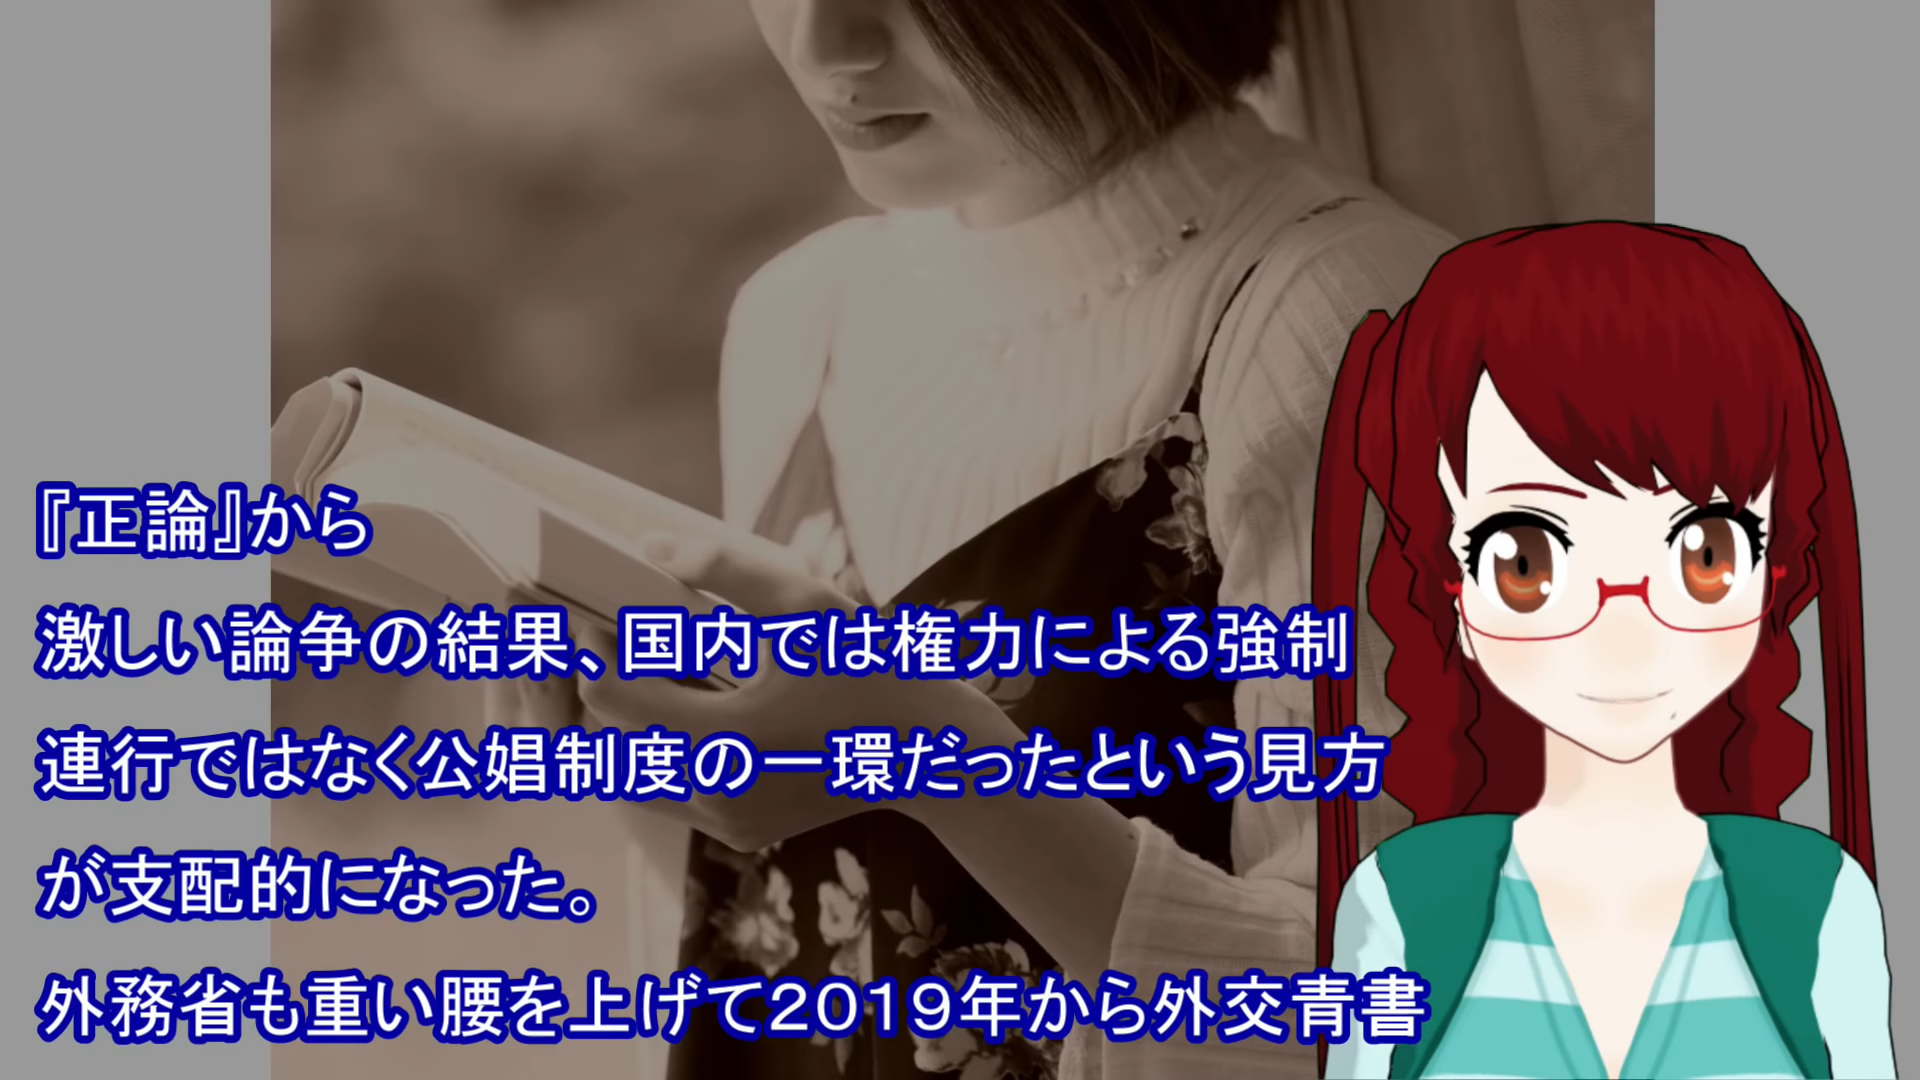 『正論』から
激しい論争の結果、国内では権力による強制
連行ではなく公娼制度の一環だったという見方
が支配的になった。
外務省も重い腰を上げて２０１９年から外交青書